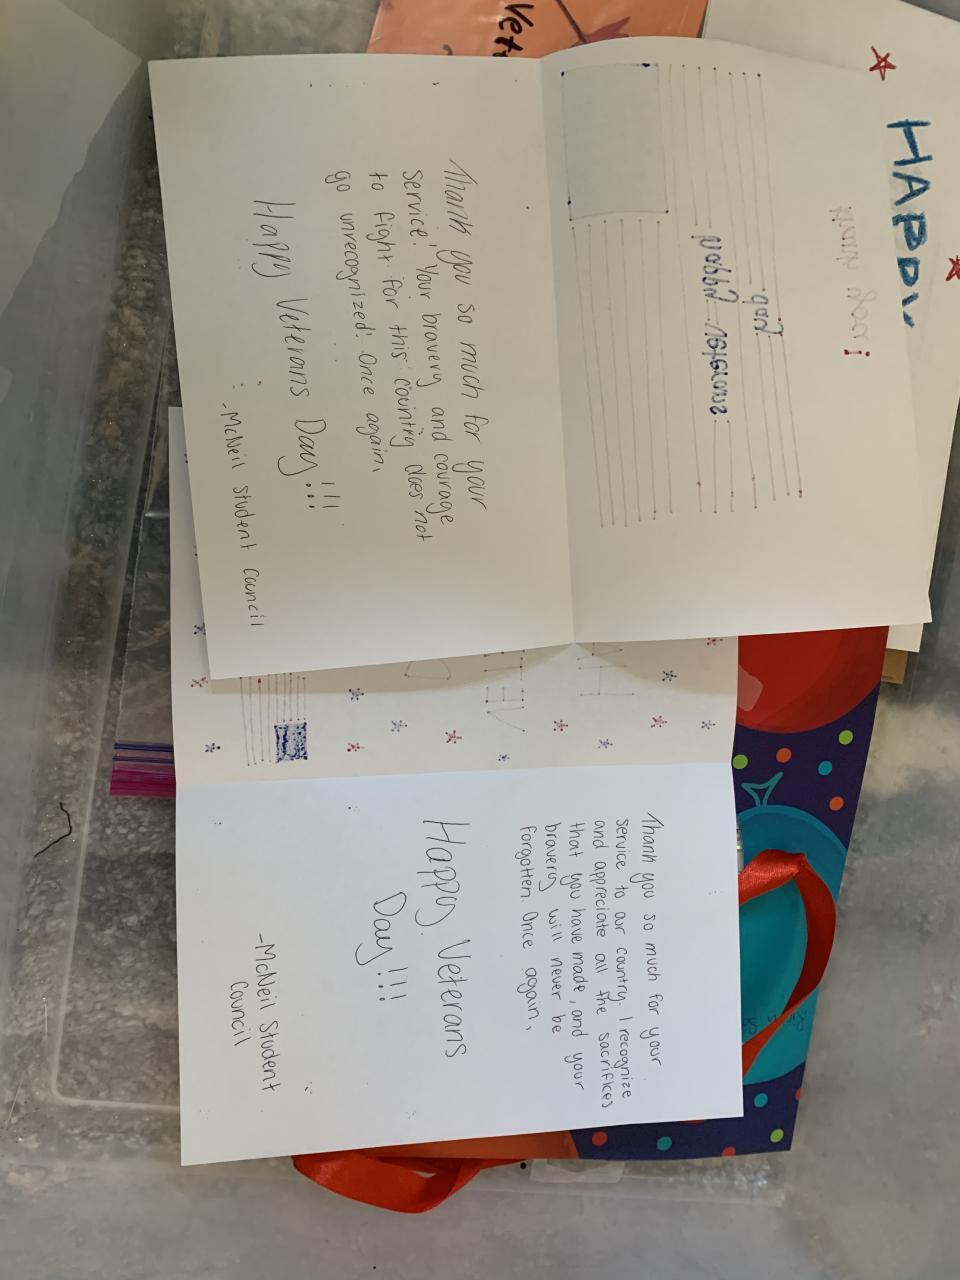 Thank you so much for your
service! Your bravery and courage
to fight for this country does not
go unrecognized! Once again,
Happy Veterans Day!!!
-McNeil Student Council
Happy Veterans
Day!
HAPPY
Vet
Thank you so much for your
service to our country. I recognize
and appreciate all the sacrifices
that you have made, and your
bravery will never be
forgotten. Once again,
Happy Veterans
Day!!!
-McNeil Student
Council